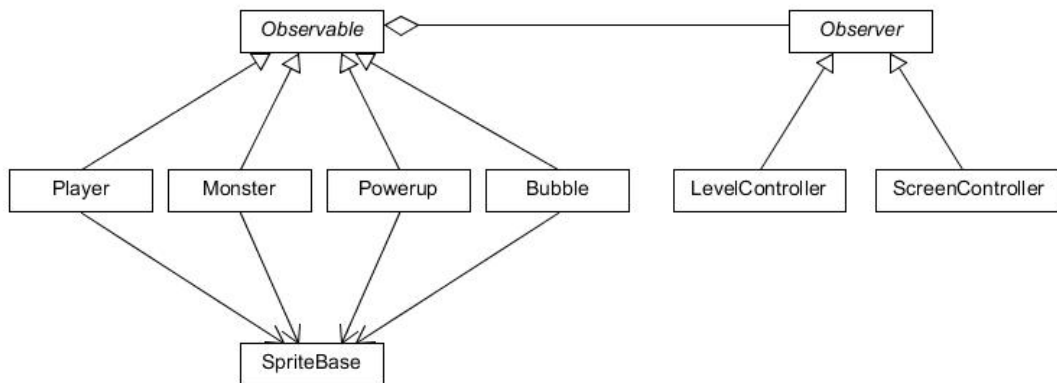 Observable
Observer
Player
Monster
Powerup
Bubble
LevelController
ScreenController
SpriteBase